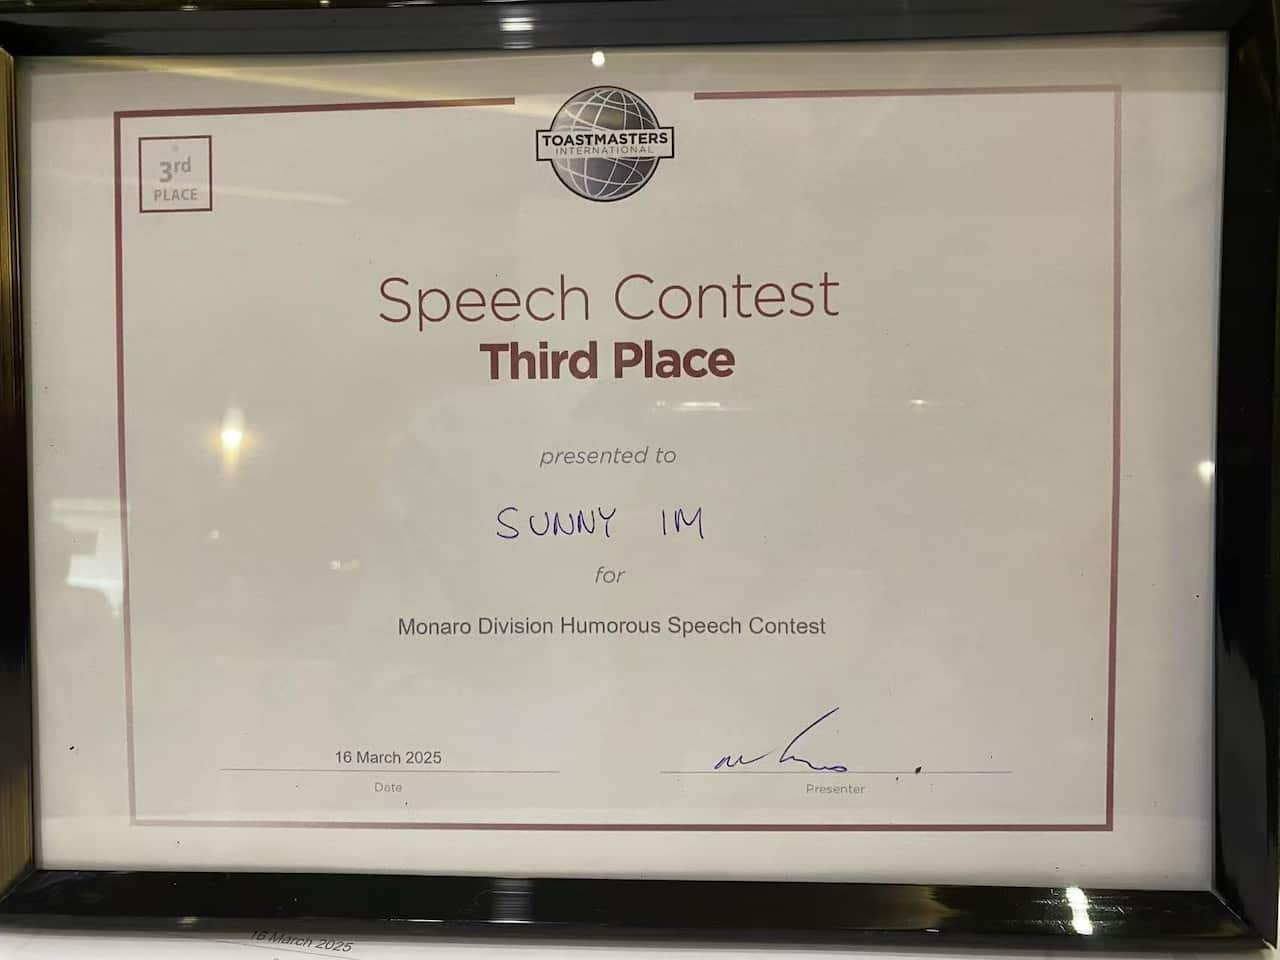 TOASTMASTERS
INTERNATIONAL
3rd
PLACE
Speech Contest
Third Place
presented to
SUNNY IM
for
Monaro Division Humorous Speech Contest
16 March 2025
Date
Presenter
16 March 2025